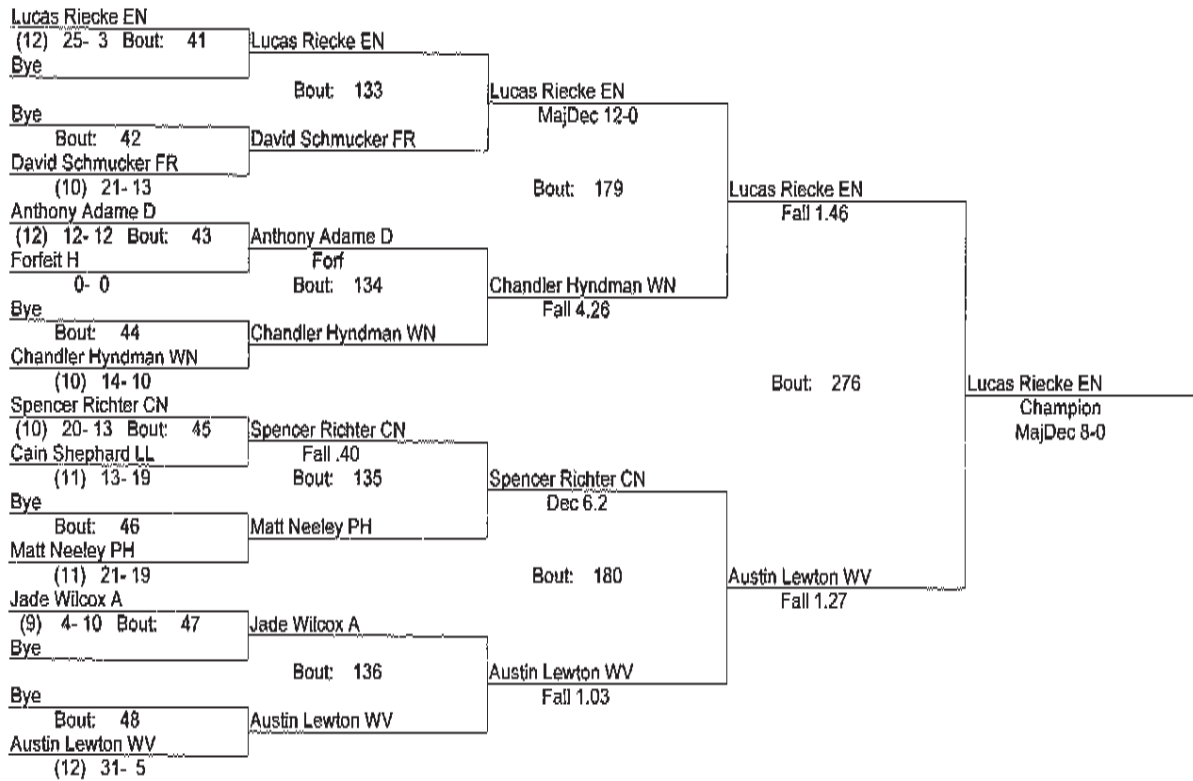 Lucas Riecke EN
(12) 25- 3 Bout: 41
Bye
Bye
Bout: 42
David Schmucker FR
(10) 21- 13
Anthony Adame D
(12) 12- 12 Bout: 43
Forfeit H
0- 0
Bye
Bout: 44
Chandler Hyndman WN
(10) 14- 10
Spencer Richter CN
(10) 20- 13 Bout: 45
Cain Shephard LL
(11) 13- 19
Bye
Bout: 46
Matt Neeley PH
(11) 21- 19
Jade Wilcox A
(9) 4- 10 Bout: 47
Bye
Bye
Bout: 48
Austin Lewton WV
(12) 31- 5
Lucas Riecke EN
Bout: 133
David Schmucker FR
Anthony Adame D
Forf
Bout: 134
Chandler Hyndman WN
Spencer Richter CN
Fall .40
Bout: 135
Matt Neeley PH
Jade Wilcox A
Bout: 136
Austin Lewton WV
Lucas Riecke EN
MajDec 12-0
Bout: 179
Chandler Hyndman WN
Fall 4.26
Spencer Richter CN
Dec 6.2
Bout: 180
Austin Lewton WV
Fall 1.03
Lucas Riecke EN
Fall 1.46
Bout: 276
Austin Lewton WV
Fall 1.27
Lucas Riecke EN
Champion
MajDec 8-0